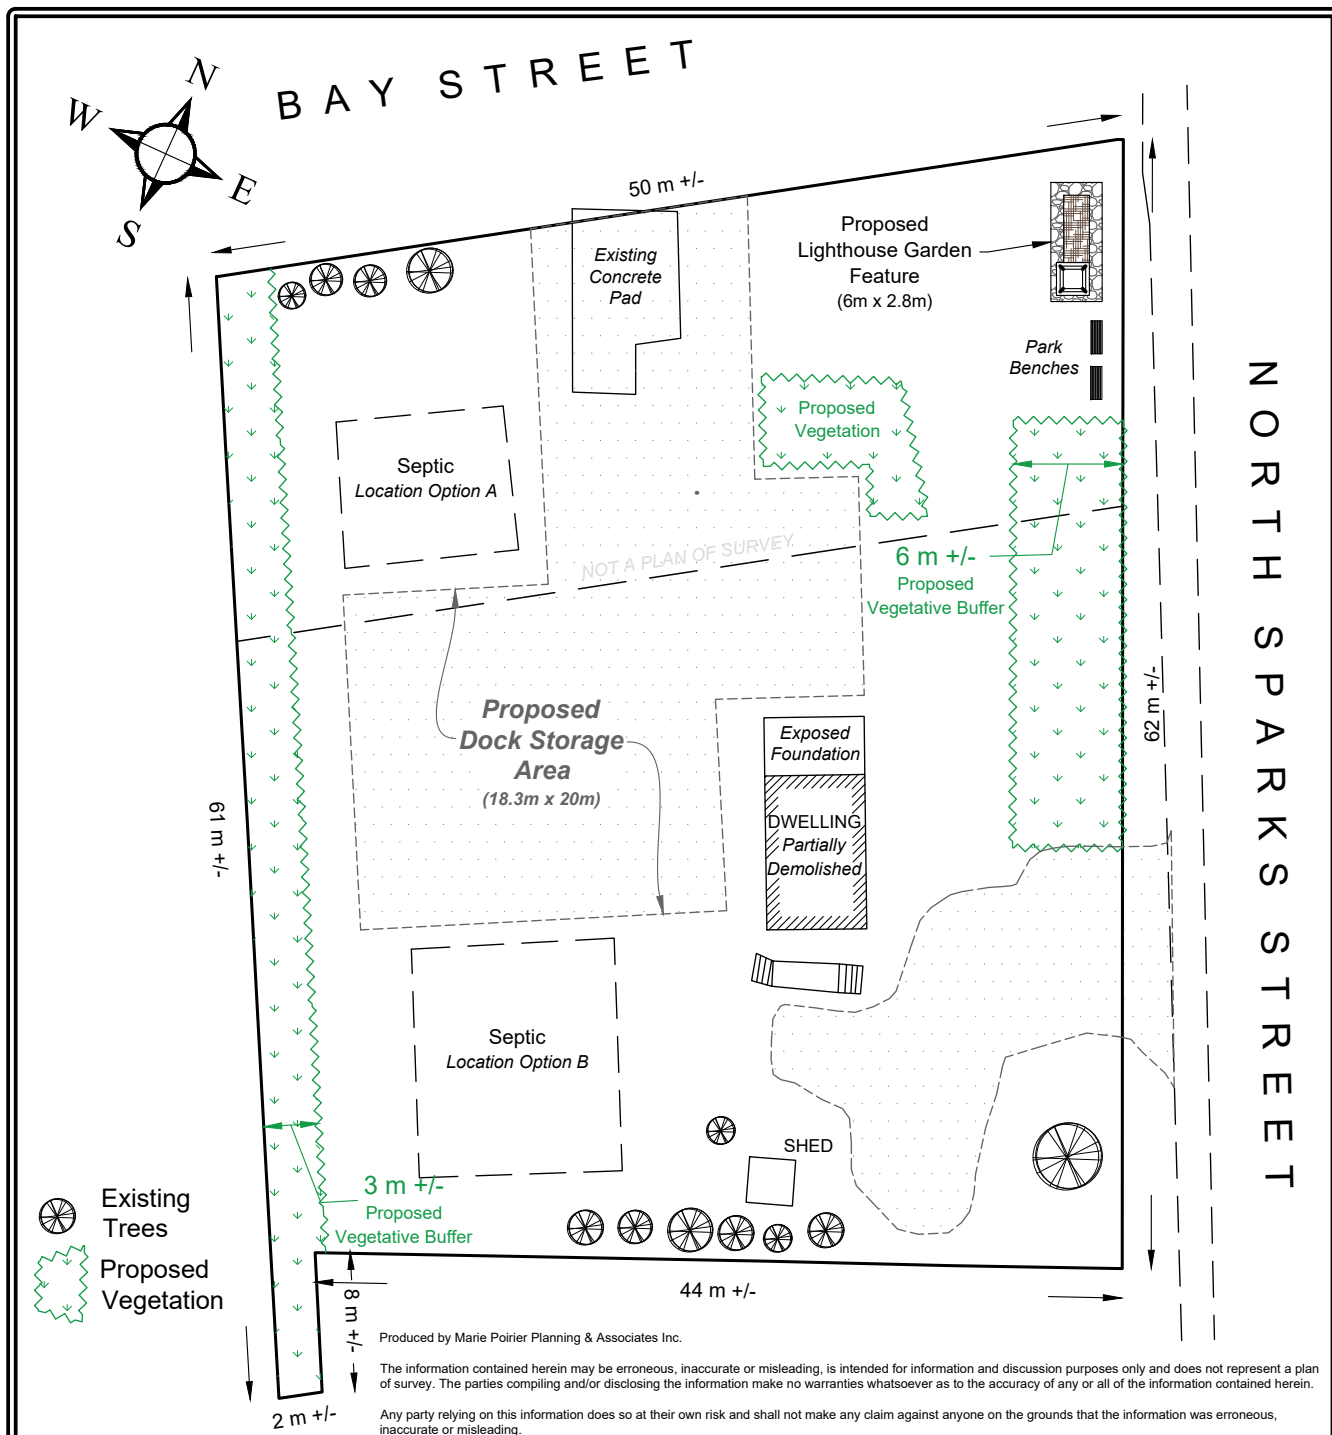 BAY STREET
N
W
E
S
50 m +/-
Existing
Concrete
Pad
Proposed
Lighthouse Garden
Feature
(6m x 2.8m)
Park
Benches
NORTH SPARKS STREET
Proposed
Vegetation
Septic
Location Option A
NOT A PLAN OF SURVEY
6 m +/-
Proposed
Vegetative Buffer
62 m +/-
Proposed
Dock Storage
Area
(18.3m x 20m)
Exposed
Foundation
DWELLING
Partially
Demolished
61 m +/-
Septic
Location Option B
SHED
3 m +/-
Proposed
Vegetative Buffer
Existing
Trees
Proposed
Vegetation
44 m +/-
8 m +/-
2 m +/-
Produced by Marie Poirier Planning & Associates Inc.
The information contained herein may be erroneous, inaccurate or misleading, is intended for information and discussion purposes only and does not represent a plan
of survey. The parties compiling and/or disclosing the information make no warranties whatsoever as to the accuracy of any or all of the information contained herein.
Any party relying on this information does so at their own risk and shall not make any claim against anyone on the grounds that the information was erroneous,
inaccurate or misleading.